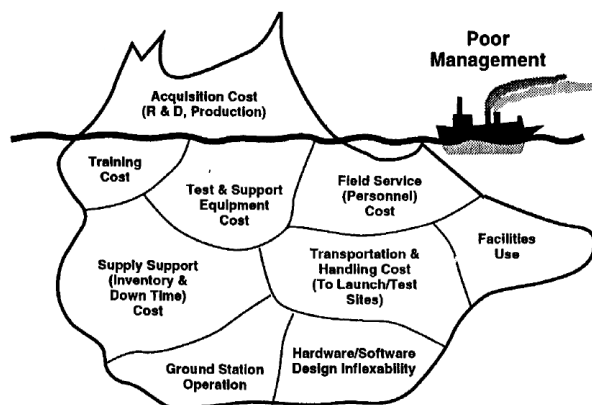 Poor
Management
Acquisition Cost
(R & D, Production)
Training
Cost
Test & Support
Equipment
Cost
Field Service
(Personnel)
Cost
Supply Support
(Inventory &
Down Time)
Cost
Transportation &
Handling Cost
(To Launch/Test
Sites)
Facilities
Use
Ground Station
Operation
Hardware/Software
Design Inflexability